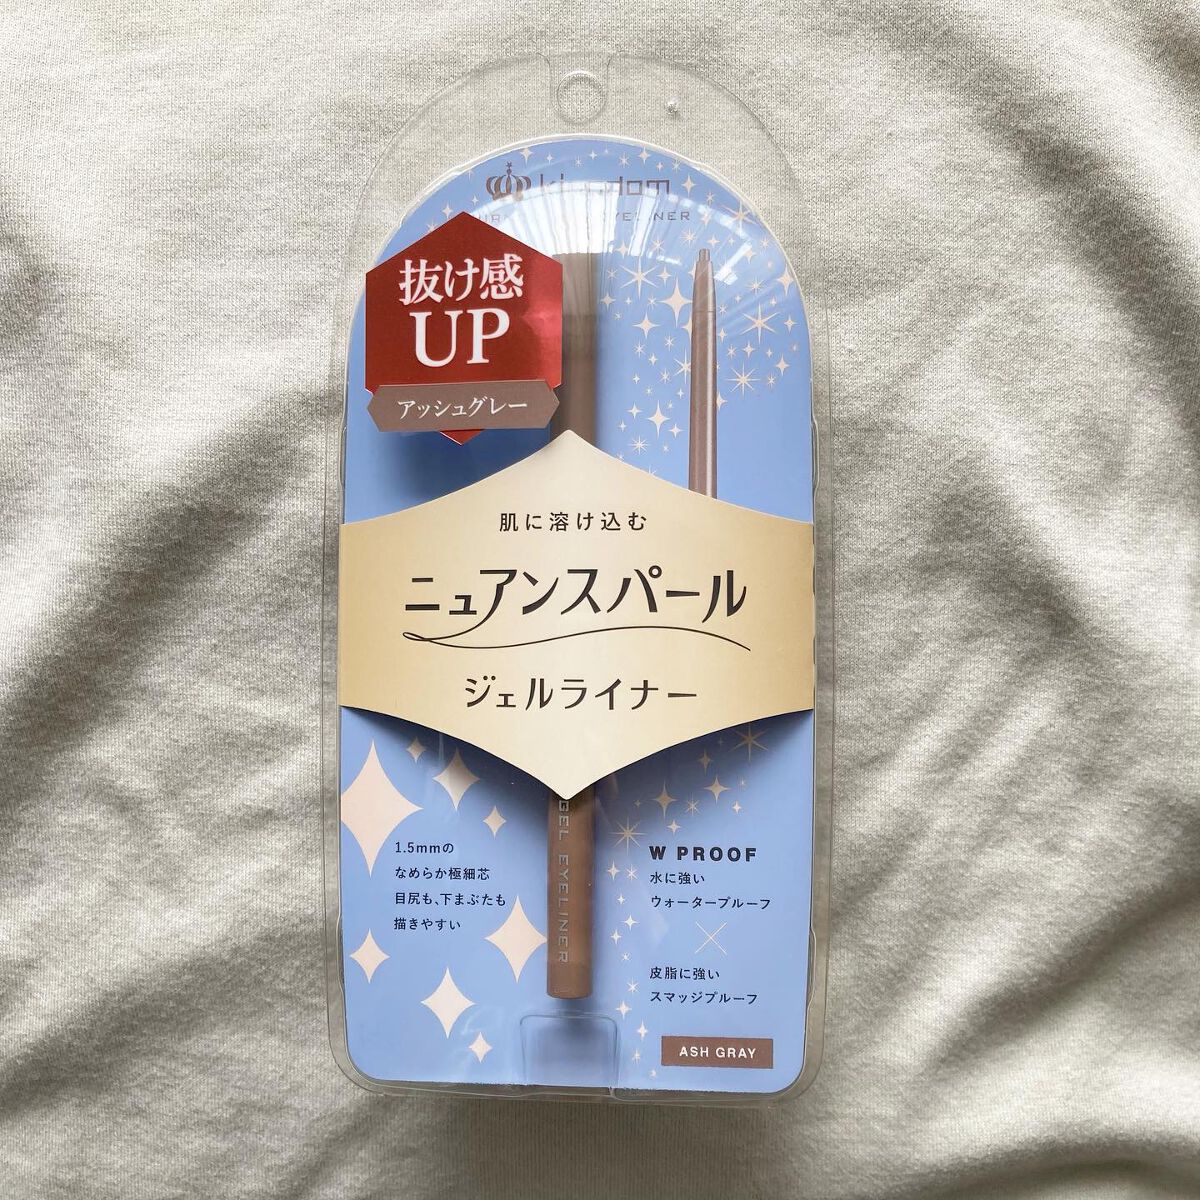 抜け感
UP
アッシュグレー
肌に溶け込む
ニュアンスパール
ジェルライナー
GEL EYELINER
1.5mmの
なめらか極細芯
目尻も、下まぶたも
描きやすい
W PROOF
水に強い
ウォータープルーフ
×
皮脂に強い
スマッジプルーフ
ASH GRAY